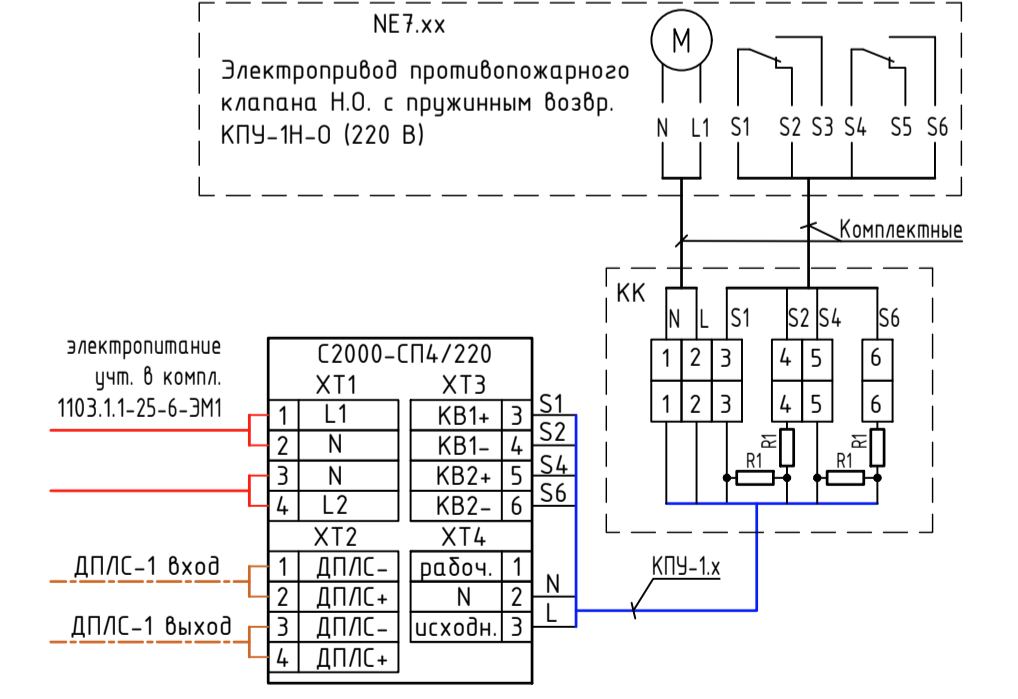 NE7.xx
Электропривод противопожарного
клапана Н.О. с пружинным возвр.
КПУ-1Н-О (220 В)
M
N L1 S1 S2 S3 S4 S5 S6
Комплектные
КК
N L S1 S2 S4 S6
1 2 3 4 5 6
1 2 3 4 5 6
R1 R1
R1 R1
электропитание
учт. в компл.
1103.1.1-25-6-ЭМ1
С2000-СП4/220
XT1 XT3
1 L1 КВ1+ 3 S1
2 N КВ1- 4 S2
3 N КВ2+ 5 S4
4 L2 КВ2- 6 S6
XT2 XT4
ДПЛС-1 вход
1 ДПЛС- рабоч. 1
2 ДПЛС+ N 2 N
ДПЛС-1 выход
3 ДПЛС- исходн. 3 L
4 ДПЛС+
КПУ-1.х